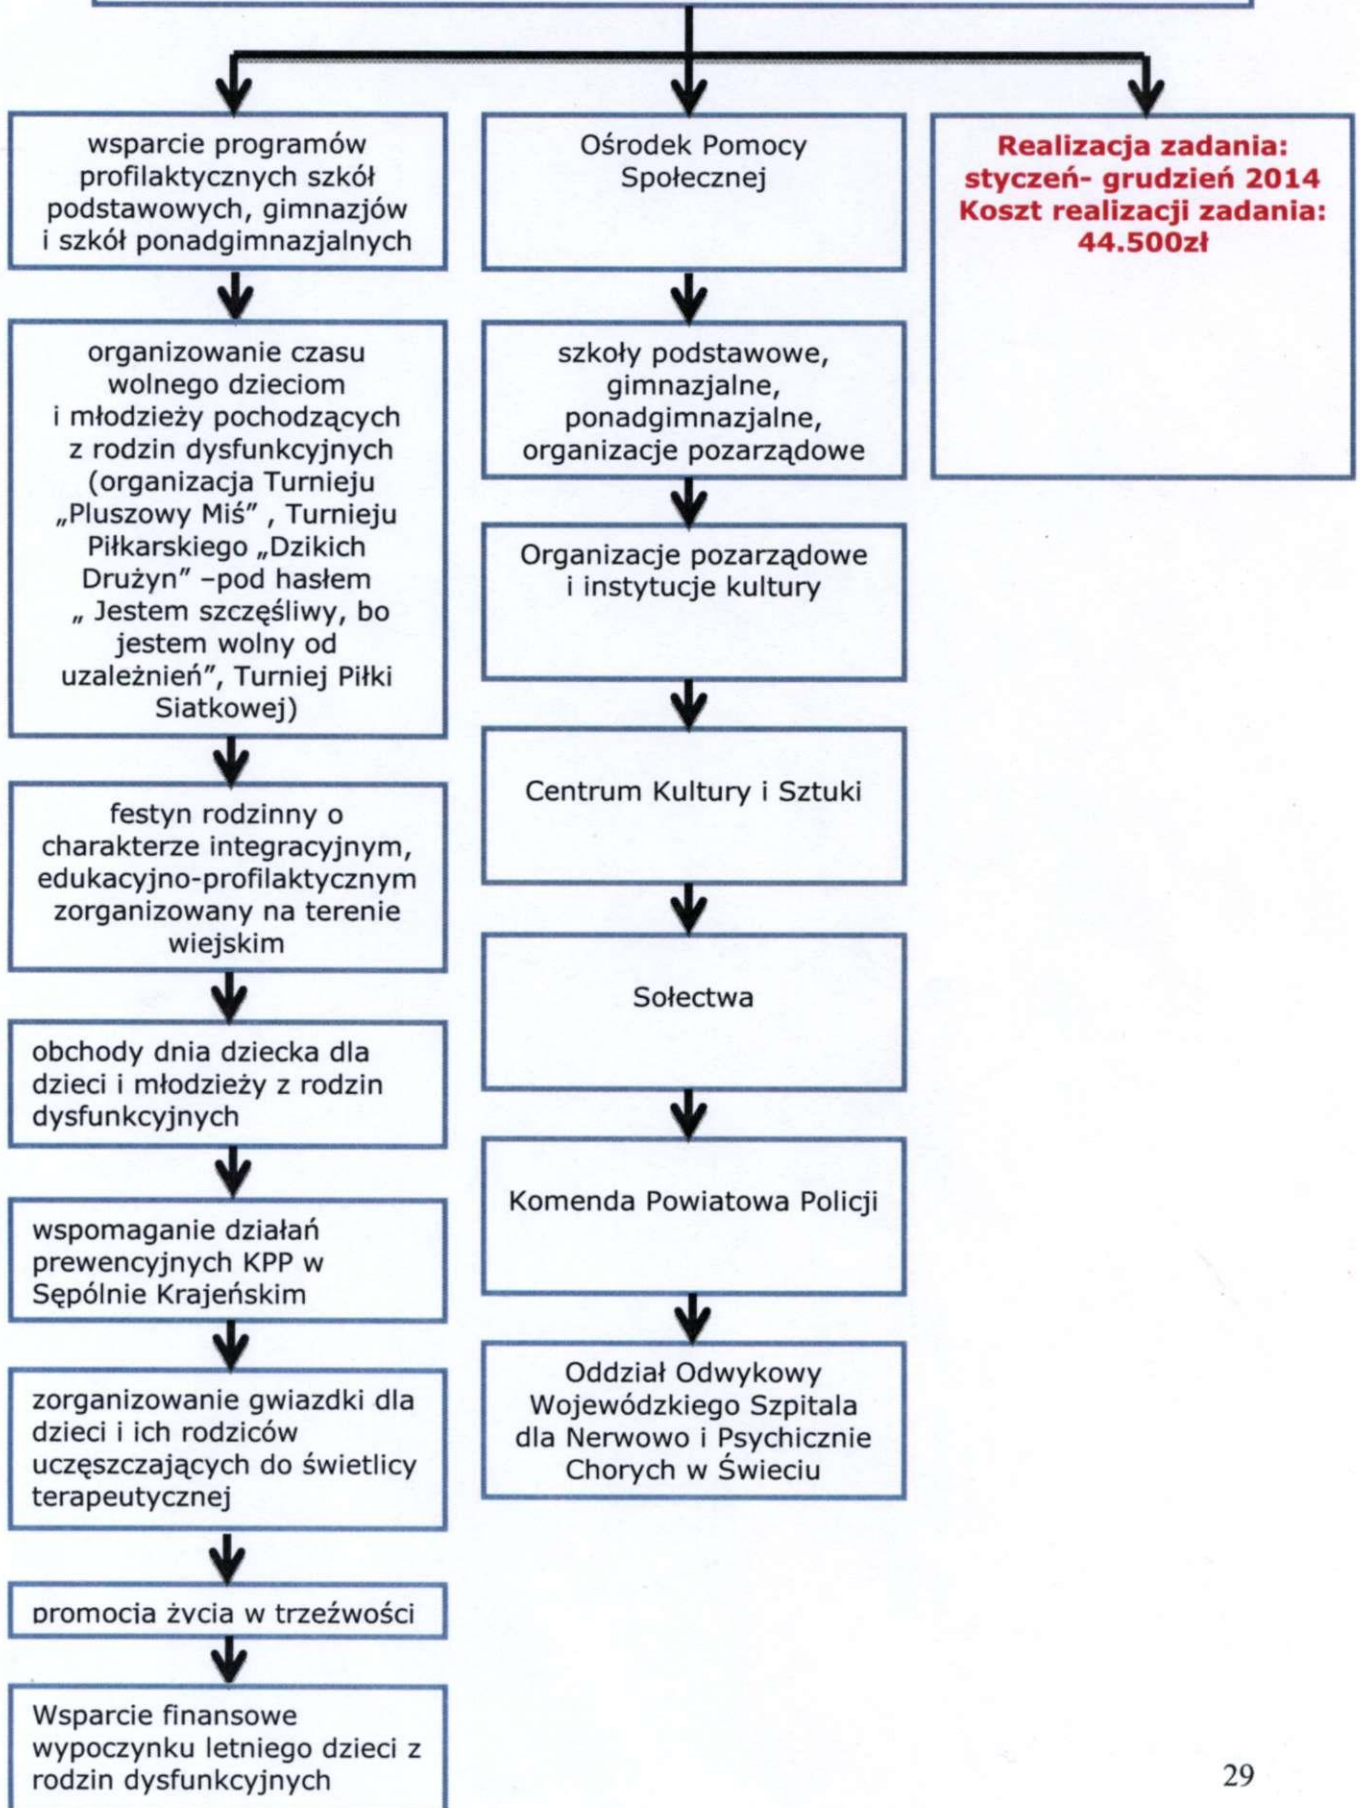 wsparcie programów
profilaktycznych szkół
podstawowych, gimnazjów
i szkół ponadgimnazjalnych
organizowanie czasu
wolnego dzieciom
i młodzieży pochodzących
z rodzin dysfunkcyjnych
(organizacja Turnieju
„Pluszowy Miś” , Turnieju
Piłkarskiego „Dzikich
Drużyn” –pod hasłem
„ Jestem szczęśliwy, bo
jestem wolny od
uzależnień”, Turniej Piłki
Siatkowej)
festyn rodzinny o
charakterze integracyjnym,
edukacyjno-profilaktycznym
zorganizowany na terenie
wiejskim
obchody dnia dziecka dla
dzieci i młodzieży z rodzin
dysfunkcyjnych
wspomaganie działań
prewencyjnych KPP w
Sępólnie Krajeńskim
zorganizowanie gwiazdki dla
dzieci i ich rodziców
uczęszczających do świetlicy
terapeutycznej
promocja życia w trzeźwości
Wsparcie finansowe
wypoczynku letniego dzieci z
rodzin dysfunkcyjnych
Ośrodek Pomocy
Społecznej
szkoły podstawowe,
gimnazjalne,
ponadgimnazjalne,
organizacje pozarządowe
Organizacje pozarządowe
i instytucje kultury
Centrum Kultury i Sztuki
Sołectwa
Komenda Powiatowa Policji
Oddział Odwykowy
Wojewódzkiego Szpitala
dla Nerwowo i Psychicznie
Chorych w Świeciu
Realizacja zadania:
styczeń- grudzień 2014
Koszt realizacji zadania:
44.500zł
29